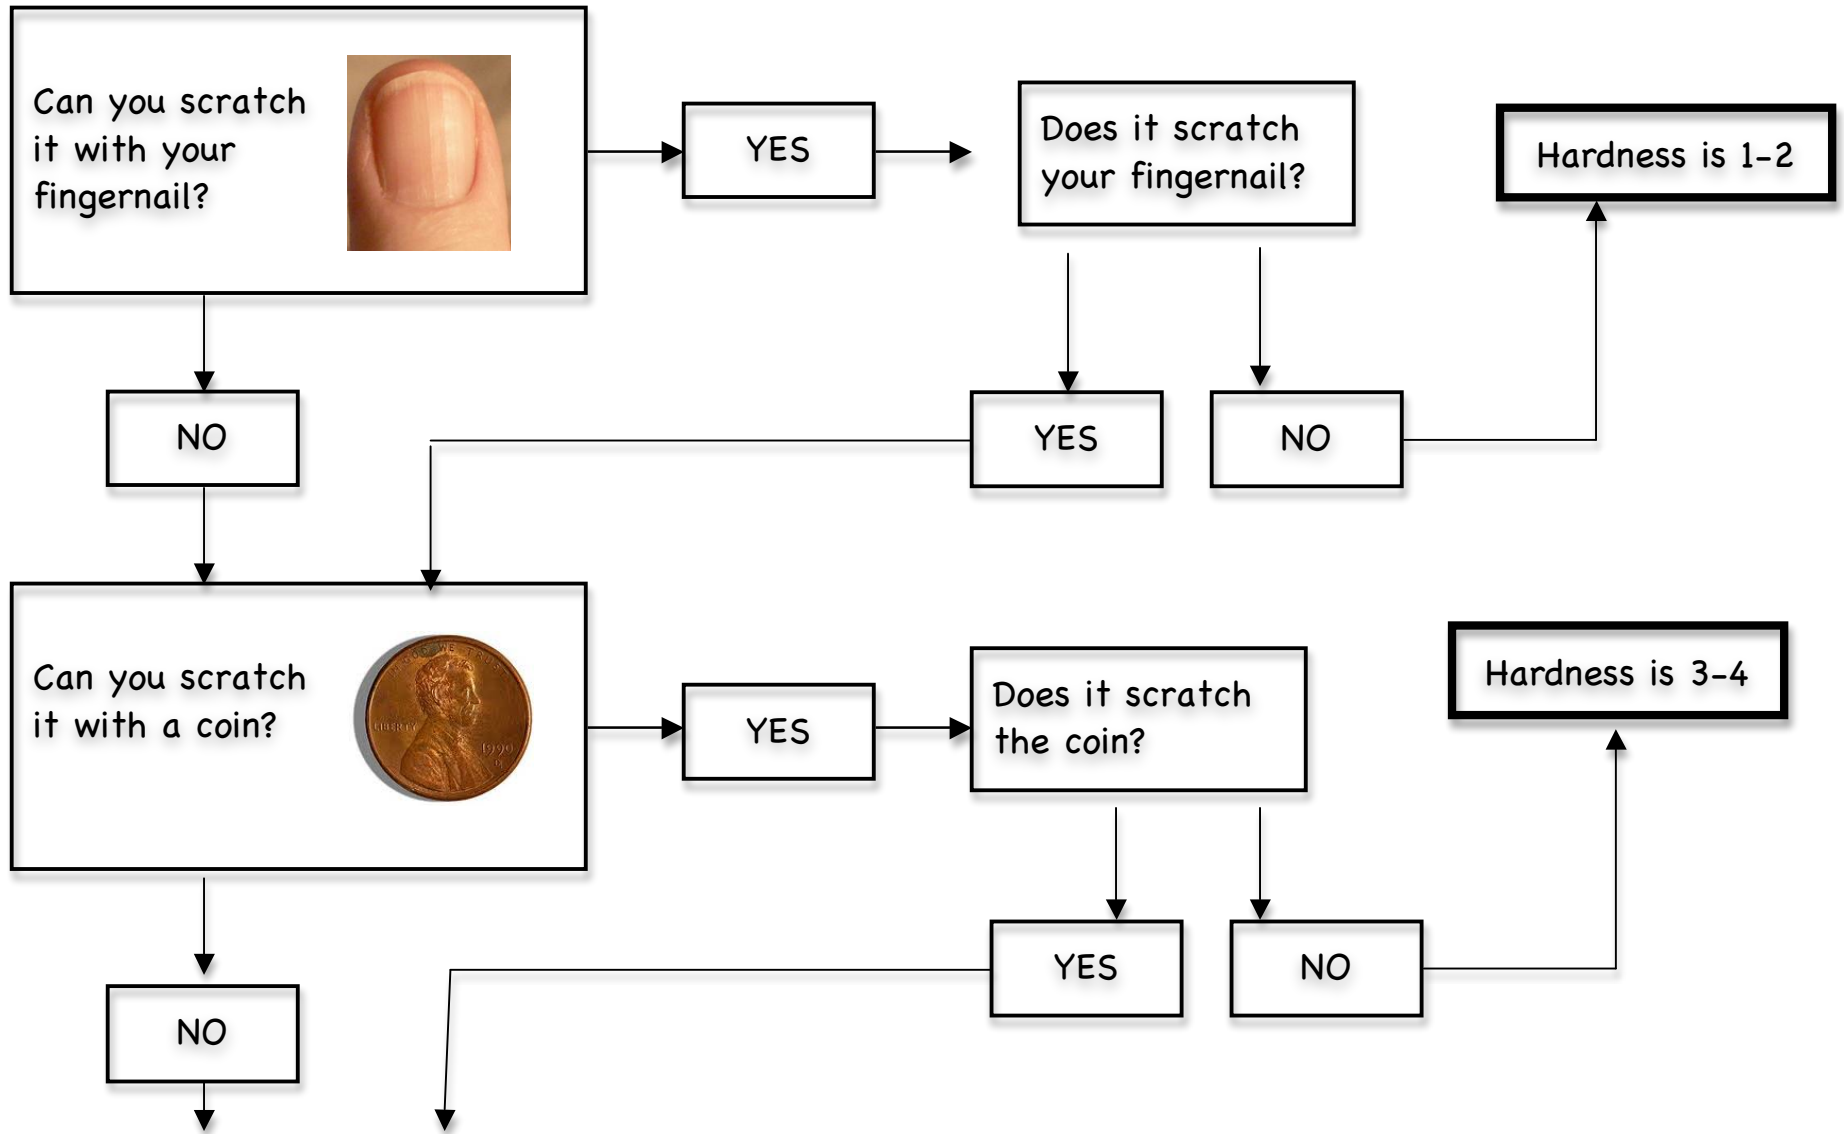 Can you scratch
it with your
fingernail?
YES
Does it scratch
your fingernail?
Hardness is 1-2
NO
YES
NO
Can you scratch
it with a coin?
LIBERTY
1990
YES
Does it scratch
the coin?
Hardness is 3-4
YES
NO
NO